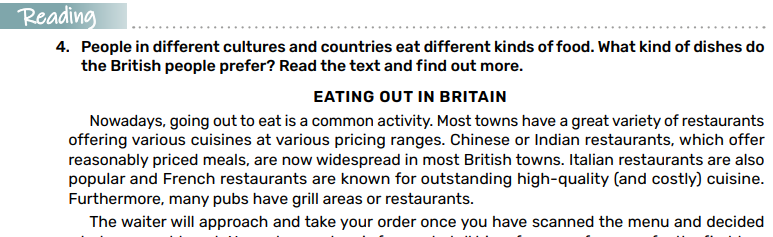 Reading
4. People in different cultures and countries eat different kinds of food. What kind of dishes do
the British people prefer? Read the text and find out more.
EATING OUT IN BRITAIN
Nowadays, going out to eat is a common activity. Most towns have a great variety of restaurants
offering various cuisines at various pricing ranges. Chinese or Indian restaurants, which offer
reasonably priced meals, are now widespread in most British towns. Italian restaurants are also
popular and French restaurants are known for outstanding high-quality (and costly) cuisine.
Furthermore, many pubs have grill areas or restaurants.
The waiter will approach and take your order once you have scanned the menu and decided